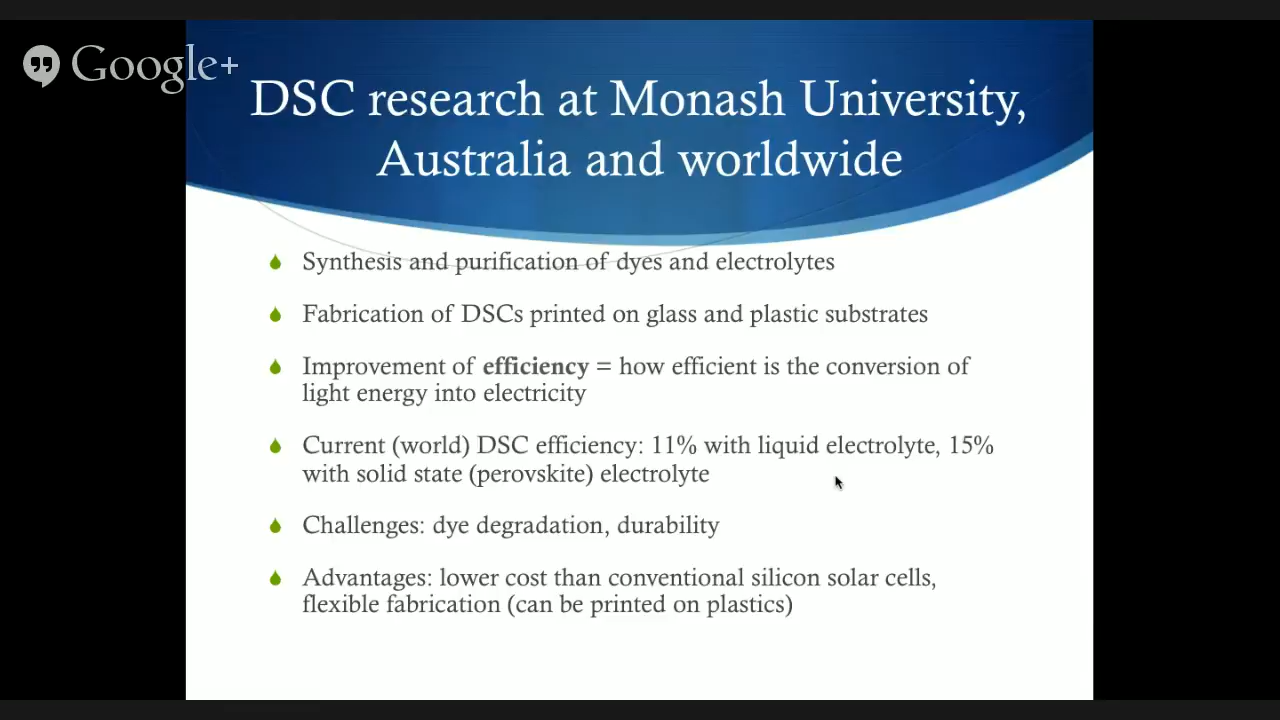 Google+
DSC research at Monash University,
Australia and worldwide
Synthesis and purification of dyes and electrolytes
Fabrication of DSCs printed on glass and plastic substrates
Improvement of efficiency = how efficient is the conversion of
light energy into electricity
Current (world) DSC efficiency: 11% with liquid electrolyte, 15%
with solid state (perovskite) electrolyte
Challenges: dye degradation, durability
Advantages: lower cost than conventional silicon solar cells,
flexible fabrication (can be printed on plastics)